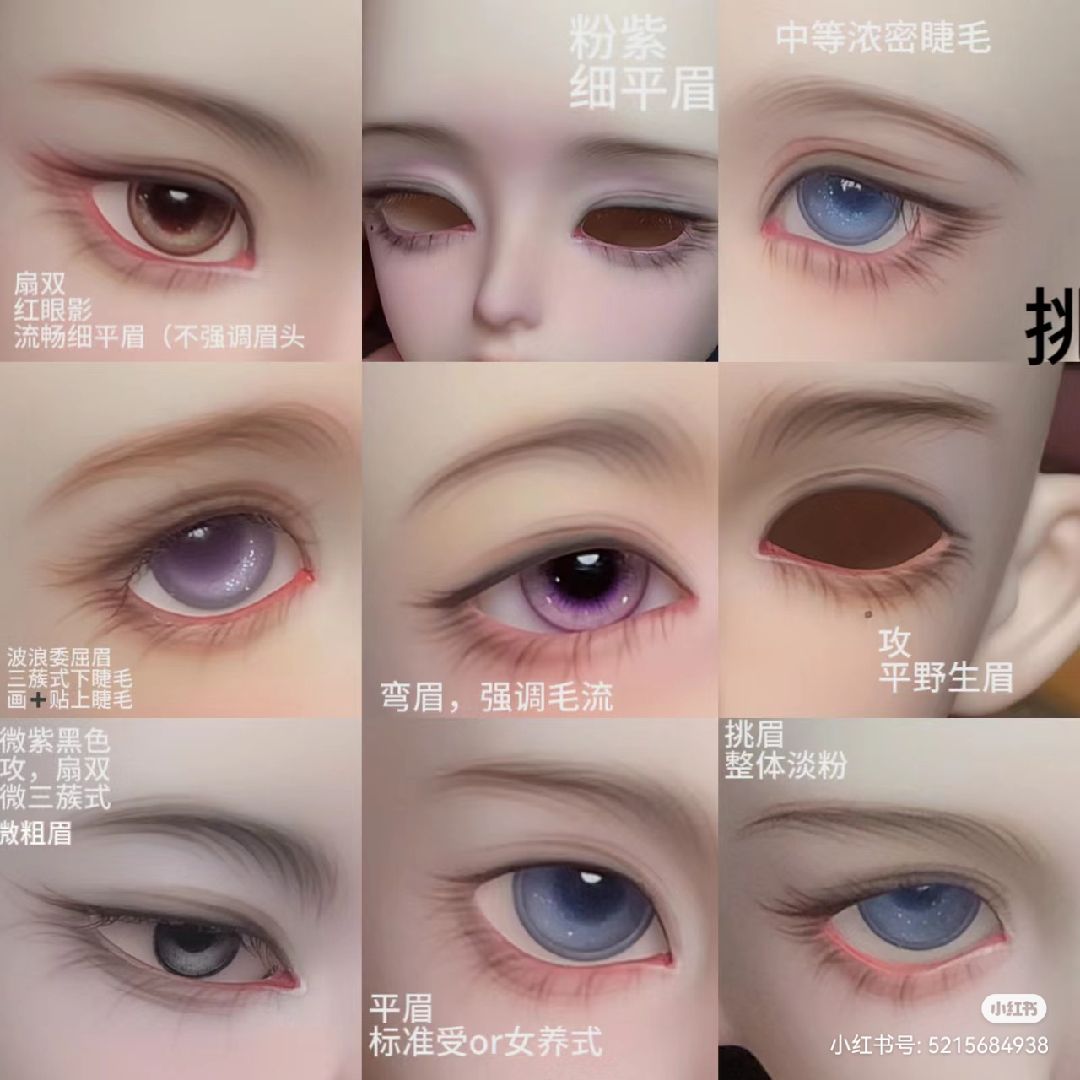 粉紫
细平眉
中等浓密睫毛
扇双
红眼影
流畅细平眉（不强调眉头
挑
波浪委屈眉
三蔟式下睫毛
画➕贴上睫毛
弯眉，强调毛流
攻
平野生眉
微紫黑色
攻，扇双
微三蔟式
微粗眉
平眉
标准受or女养式
挑眉
整体淡粉
小红书
小红书号: 5215684938